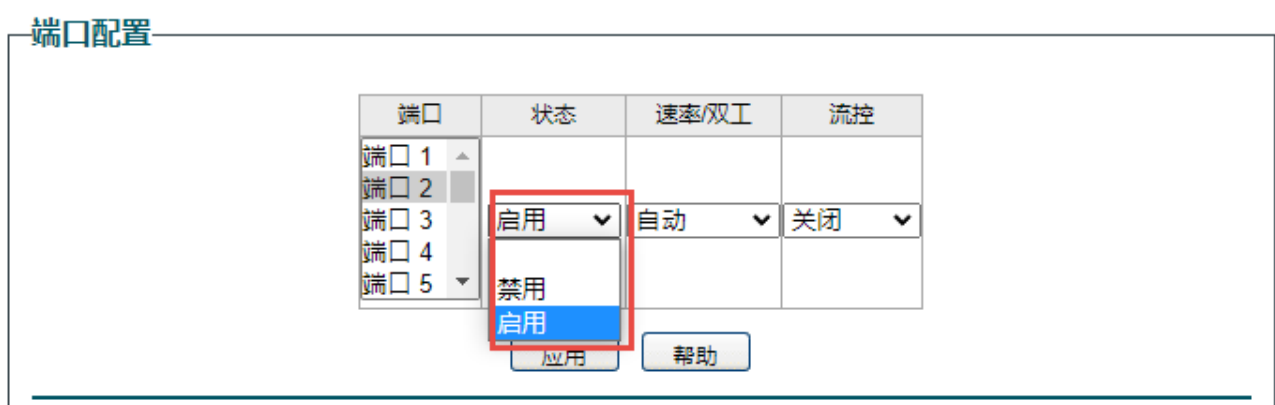 端口配置
端口 状态 速率/双工 流控
端口 1
端口 2
端口 3 启用 自动 关闭
端口 4
端口 5 禁用
启用
应用 帮助